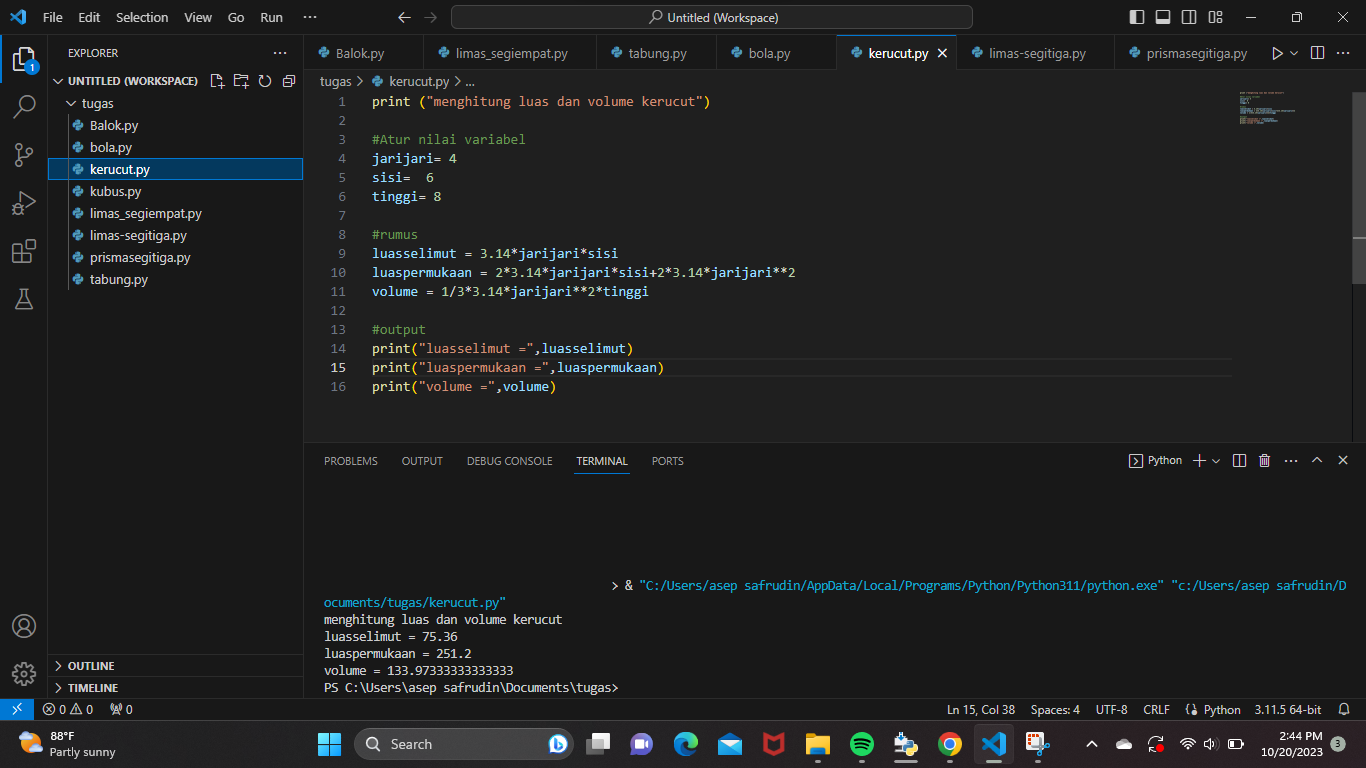 File Edit Selection View Go Run ··· Untitled (Workspace)
EXPLORER ···
UNTITLED (WORKSPACE)
tugas
Balok.py
bola.py
kerucut.py
kubus.py
limas_segiempat.py
limas-segitiga.py
prismasegitiga.py
tabung.py
OUTLINE
TIMELINE
Balok.py limas_segiempat.py tabung.py bola.py kerucut.py limas-segitiga.py prismasegitiga.py
tugas > kerucut.py > ...
1 print ("menghitung luas dan volume kerucut")
2
3 #Atur nilai variabel
4 jarijari= 4
5 sisi=  6
6 tinggi= 8
7
8 #rumus
9 luasselimut = 3.14*jarijari*sisi
10 luaspermukaan = 2*3.14*jarijari*sisi+2*3.14*jarijari**2
11 volume = 1/3*3.14*jarijari**2*tinggi
12
13 #output
14 print("luasselimut =",luasselimut)
15 print("luaspermukaan =",luaspermukaan)
16 print("volume =",volume)
PROBLEMS OUTPUT DEBUG CONSOLE TERMINAL PORTS Python
> & "C:/Users/asep safrudin/AppData/Local/Programs/Python/Python311/python.exe" "c:/Users/asep safrudin/D
ocuments/tugas/kerucut.py"
menghitung luas dan volume kerucut
luasselimut = 75.36
luaspermukaan = 251.2
volume = 133.97333333333333
PS C:\Users\asep safrudin\Documents\tugas>
0 0 0 Ln 15, Col 38 Spaces: 4 UTF-8 CRLF Python 3.11.5 64-bit
88°F
Partly sunny
Search
2:44 PM
10/20/2023
3
1